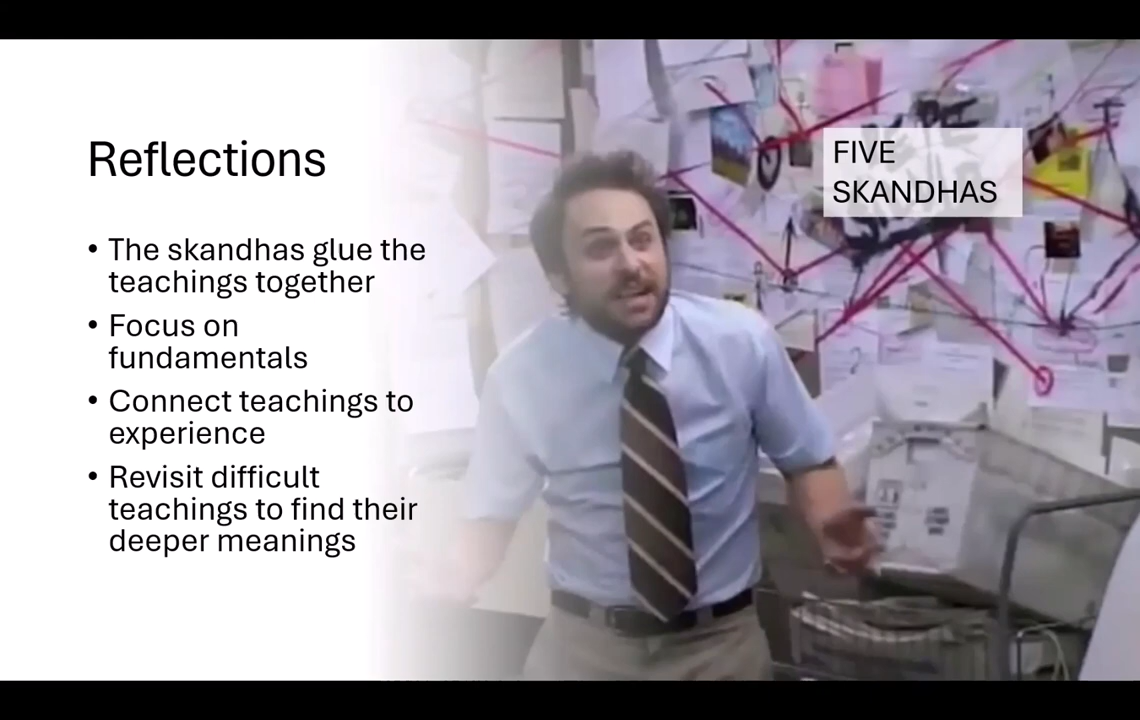 Reflections
• The skandhas glue the
teachings together
• Focus on
fundamentals
• Connect teachings to
experience
• Revisit difficult
teachings to find their
deeper meanings
FIVE
SKANDHAS